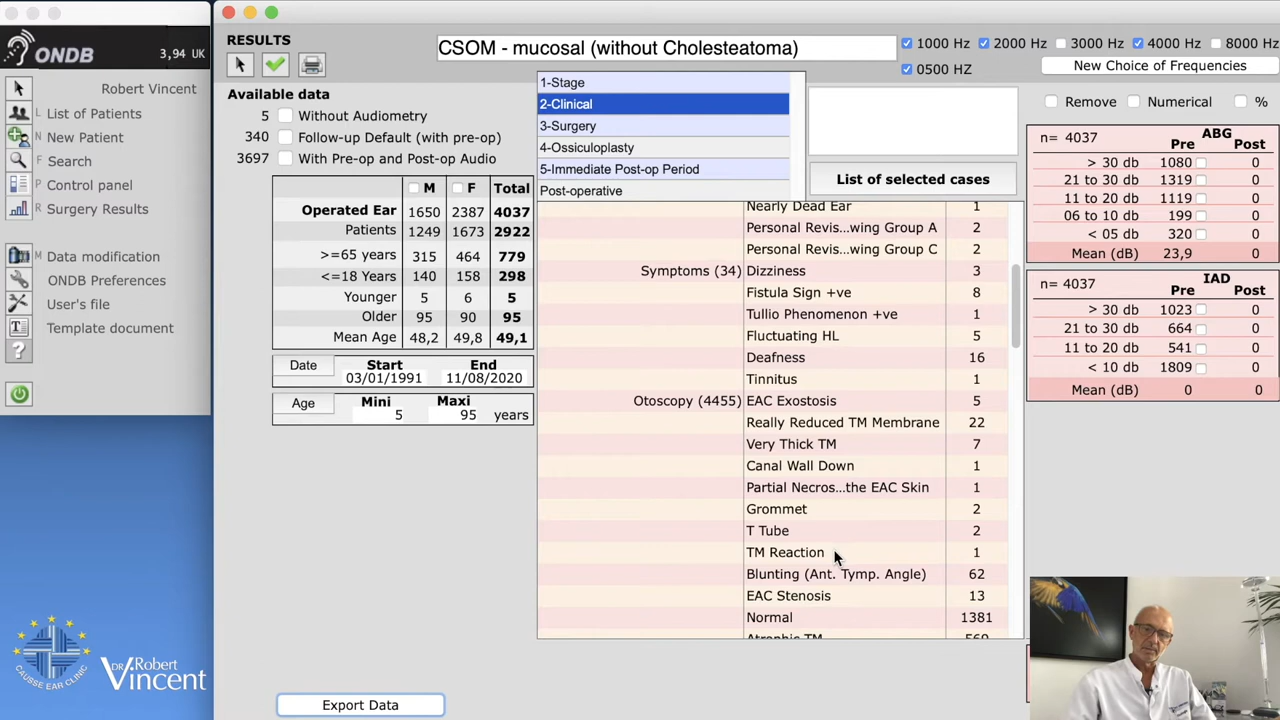 ONDB
3,94 UK
Robert Vincent
L List of Patients
N New Patient
F Search
P Control panel
R Surgery Results
M Data modification
ONDB Preferences
User's file
Template document
?
CAUSSE EAR CLINIC
DR Robert
Vincent
RESULTS
CSOM - mucosal (without Cholesteatoma)
1000 Hz 2000 Hz 3000 Hz 4000 Hz 8000 Hz
0500 HZ
New Choice of Frequencies
Available data
5 Without Audiometry
340 Follow-up Default (with pre-op)
3697 With Pre-op and Post-op Audio
M F Total
Operated Ear 1650 2387 4037
Patients 1249 1673 2922
>=65 years 315 464 779
<=18 Years 140 158 298
Younger 5 6 5
Older 95 90 95
Mean Age 48,2 49,8 49,1
Date Start End
03/01/1991 11/08/2020
Age Mini Maxi
5 95 years
Export Data
1-Stage
2-Clinical
3-Surgery
4-Ossiculoplasty
5-Immediate Post-op Period
Post-operative
List of selected cases
Nearly Dead Ear 1
Personal Revis...wing Group A 2
Personal Revis...wing Group C 2
Symptoms (34) Dizziness 3
Fistula Sign +ve 8
Tullio Phenomenon +ve 1
Fluctuating HL 5
Deafness 16
Tinnitus 1
Otoscopy (4455) EAC Exostosis 5
Really Reduced TM Membrane 22
Very Thick TM 7
Canal Wall Down 1
Partial Necros...the EAC Skin 1
Grommet 2
T Tube 2
TM Reaction 1
Blunting (Ant. Tymp. Angle) 62
EAC Stenosis 13
Normal 1381
Atrophic TM 569
Remove Numerical %
n= 4037 ABG
Pre Post
> 30 db 1080 0
21 to 30 db 1319 0
11 to 20 db 1119 0
06 to 10 db 199 0
< 05 db 320 0
Mean (dB) 23,9 0
n= 4037 IAD
Pre Post
> 30 db 1023 0
21 to 30 db 664 0
11 to 20 db 541 0
< 10 db 1809 0
Mean (dB) 0 0